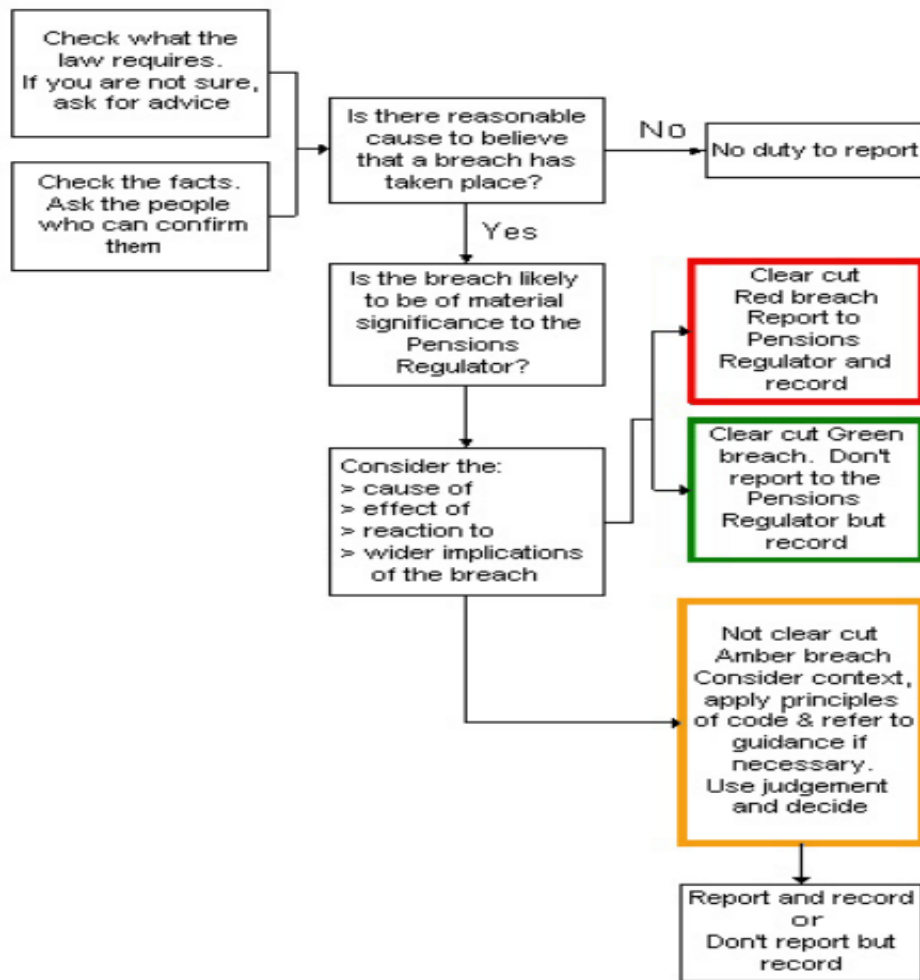 Check what the
law requires.
If you are not sure,
ask for advice
Check the facts.
Ask the people
who can confirm
them
Is there reasonable
cause to believe
that a breach has
taken place?
No
No duty to report
Yes
Is the breach likely
to be of material
significance to the
Pensions
Regulator?
Clear cut
Red breach
Report to
Pensions
Regulator and
record
Clear cut Green
breach. Don't
report to the
Pensions
Regulator but
record
Consider the:
> cause of
> effect of
> reaction to
> wider implications
of the breach
Not clear cut
Amber breach
Consider context,
apply principles
of code & refer to
guidance if
necessary.
Use judgement
and decide
Report and record
or
Don't report but
record